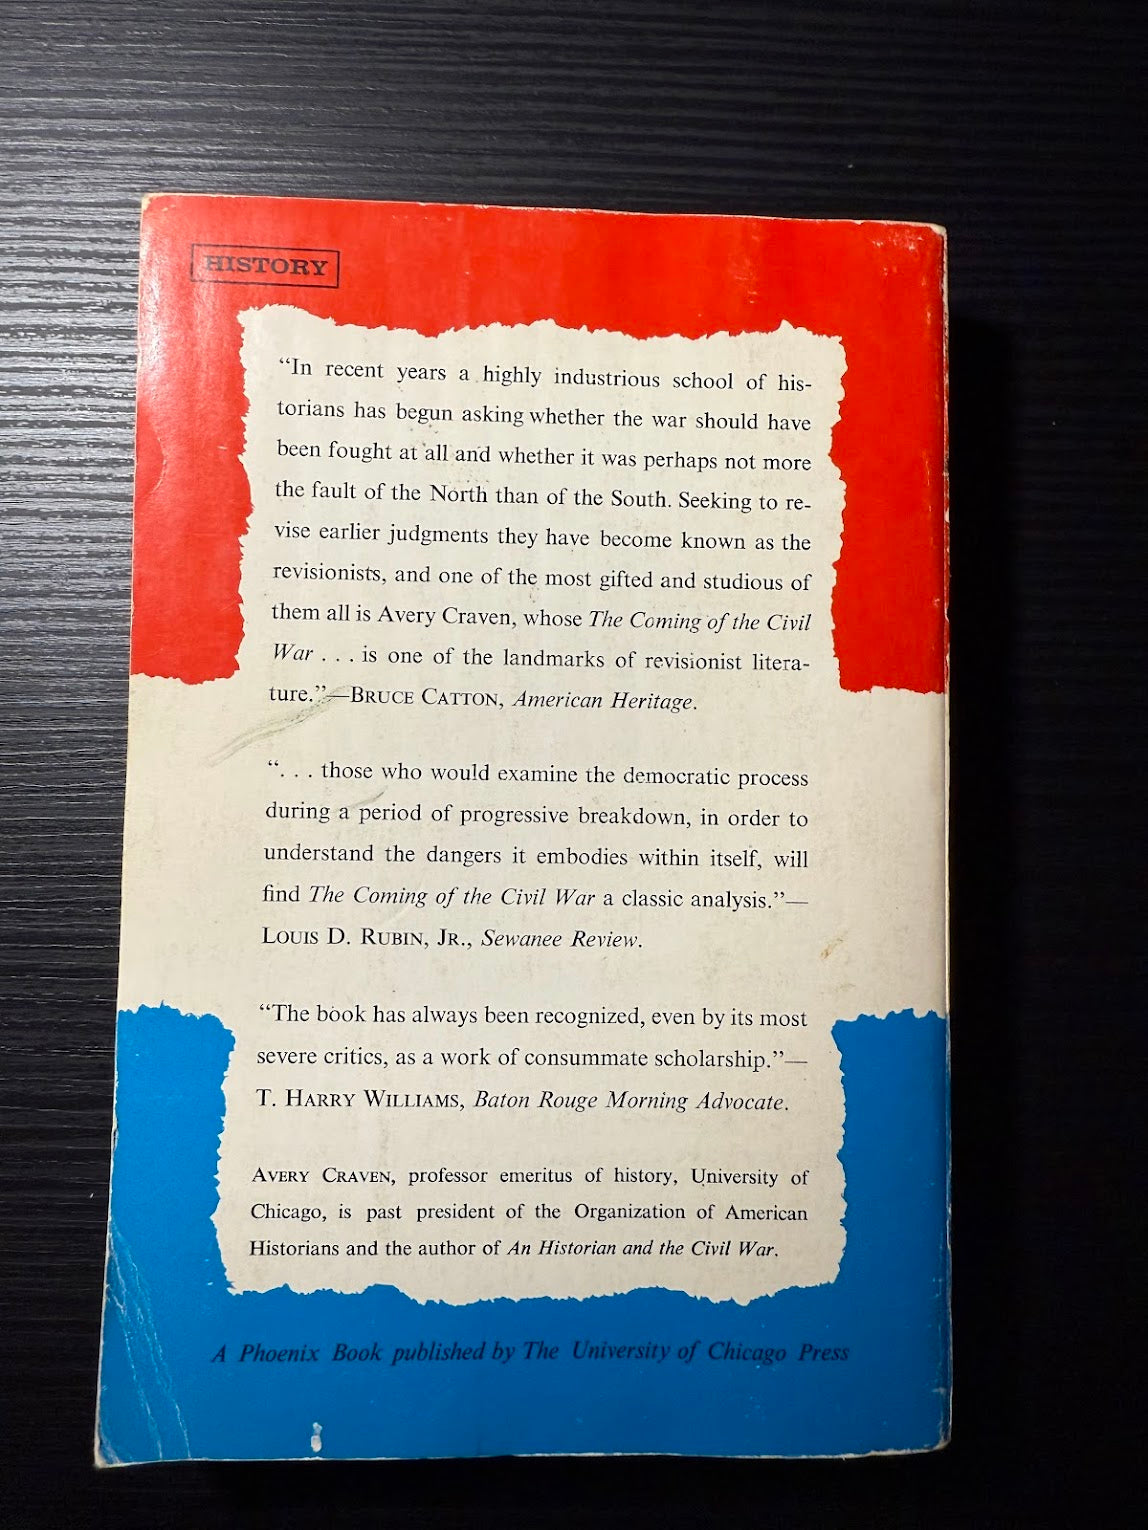 HISTORY
“In recent years a highly industrious school of his-
torians has begun asking whether the war should have
been fought at all and whether it was perhaps not more
the fault of the North than of the South. Seeking to re-
vise earlier judgments they have become known as the
revisionists, and one of the most gifted and studious of
them all is Avery Craven, whose The Coming of the Civil
War . . . is one of the landmarks of revisionist litera-
ture.”—BRUCE CATTON, American Heritage.
“. . . those who would examine the democratic process
during a period of progressive breakdown, in order to
understand the dangers it embodies within itself, will
find The Coming of the Civil War a classic analysis.”—
LOUIS D. RUBIN, JR., Sewanee Review.
“The book has always been recognized, even by its most
severe critics, as a work of consummate scholarship.”—
T. HARRY WILLIAMS, Baton Rouge Morning Advocate.
AVERY CRAVEN, professor emeritus of history, University of
Chicago, is past president of the Organization of American
Historians and the author of An Historian and the Civil War.
A Phoenix Book published by The University of Chicago Press